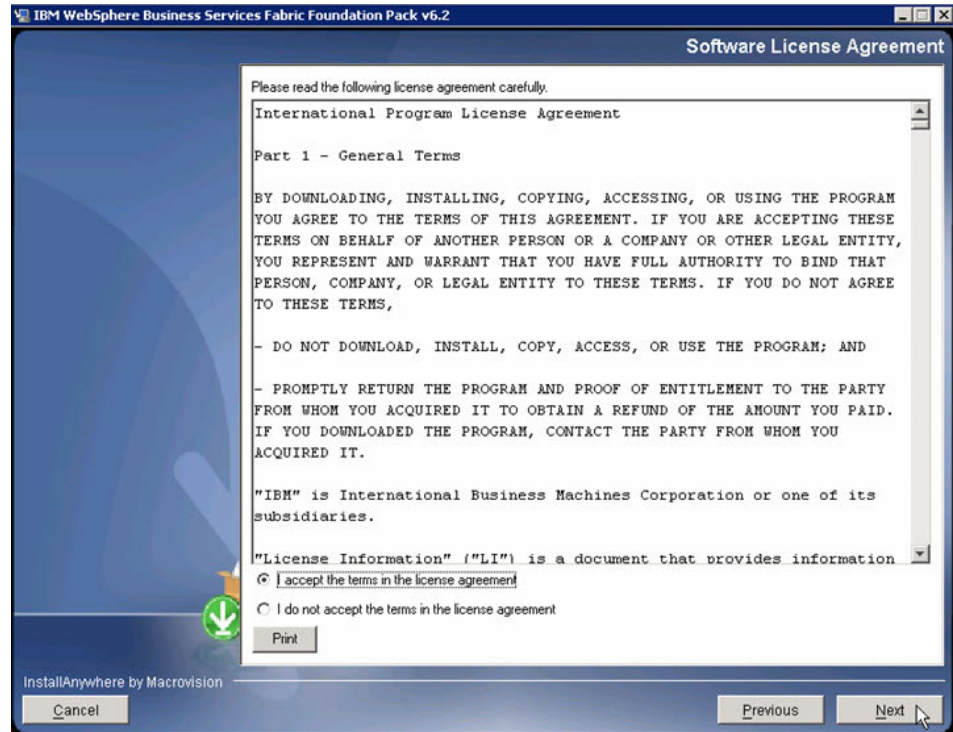 IBM WebSphere Business Services Fabric Foundation Pack v6.2
Software License Agreement
Please read the following license agreement carefully.
International Program License Agreement
Part 1 - General Terms
BY DOWNLOADING, INSTALLING, COPYING, ACCESSING, OR USING THE PROGRAM
YOU AGREE TO THE TERMS OF THIS AGREEMENT. IF YOU ARE ACCEPTING THESE
TERMS ON BEHALF OF ANOTHER PERSON OR A COMPANY OR OTHER LEGAL ENTITY,
YOU REPRESENT AND WARRANT THAT YOU HAVE FULL AUTHORITY TO BIND THAT
PERSON, COMPANY, OR LEGAL ENTITY TO THESE TERMS. IF YOU DO NOT AGREE
TO THESE TERMS,
- DO NOT DOWNLOAD, INSTALL, COPY, ACCESS, OR USE THE PROGRAM; AND
- PROMPTLY RETURN THE PROGRAM AND PROOF OF ENTITLEMENT TO THE PARTY
FROM WHOM YOU ACQUIRED IT TO OBTAIN A REFUND OF THE AMOUNT YOU PAID.
IF YOU DOWNLOADED THE PROGRAM, CONTACT THE PARTY FROM WHOM YOU
ACQUIRED IT.
"IBM" is International Business Machines Corporation or one of its
subsidiaries.
"License Information" ("LI") is a document that provides information
I accept the terms in the license agreement
I do not accept the terms in the license agreement
Print
InstallAnywhere by Macrovision
Cancel
Previous
Next